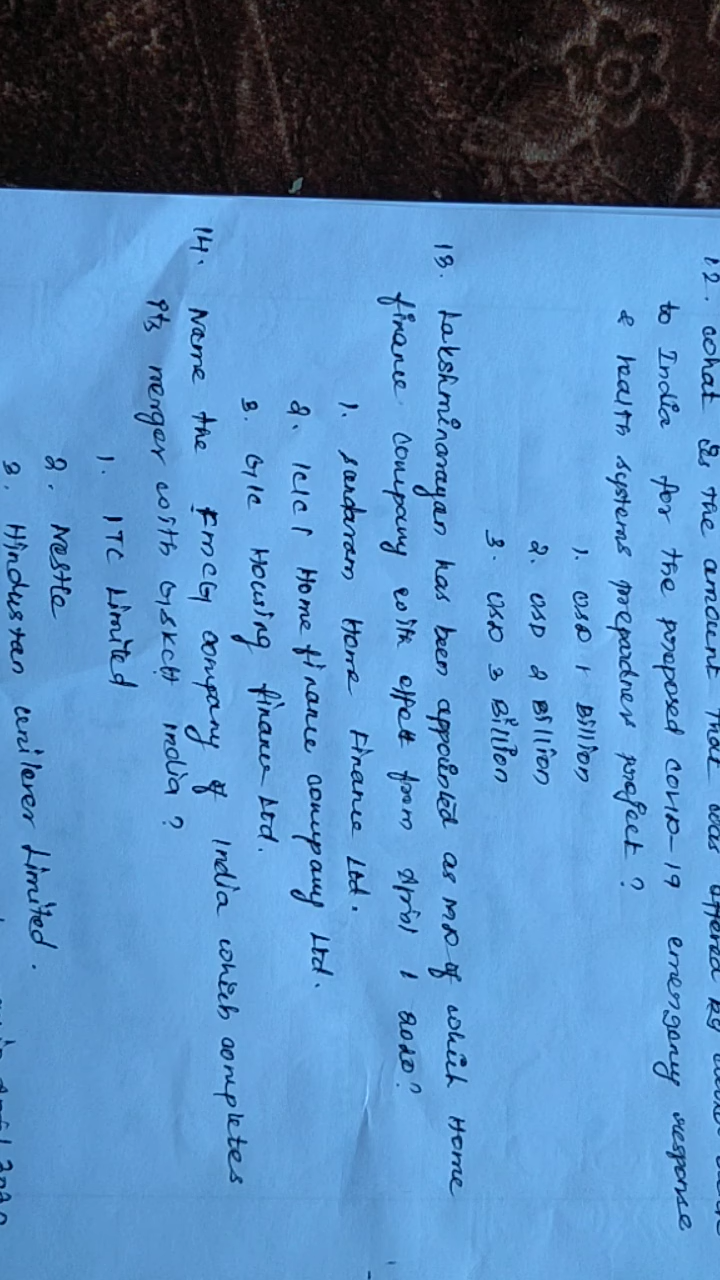 12. What is the amount that was offered by
to India for the proposed COVID-19 emergency response
& health systems preparedness project?
1. USD 1 Billion
2. USD 2 Billion
3. USD 3 Billion
13. Lakshminarayan has been appointed as MD of which Home
finance company with effect from April 1 2020?
1. Sundaram Home Finance Ltd.
2. ICICI Home finance company Ltd.
3. GIC Housing finance Ltd.
14. Name the FMCG company of India which completes
its merger with GSKCH India?
1. ITC Limited
2. Nestle
3. Hindustan unilever Limited.
April 2020